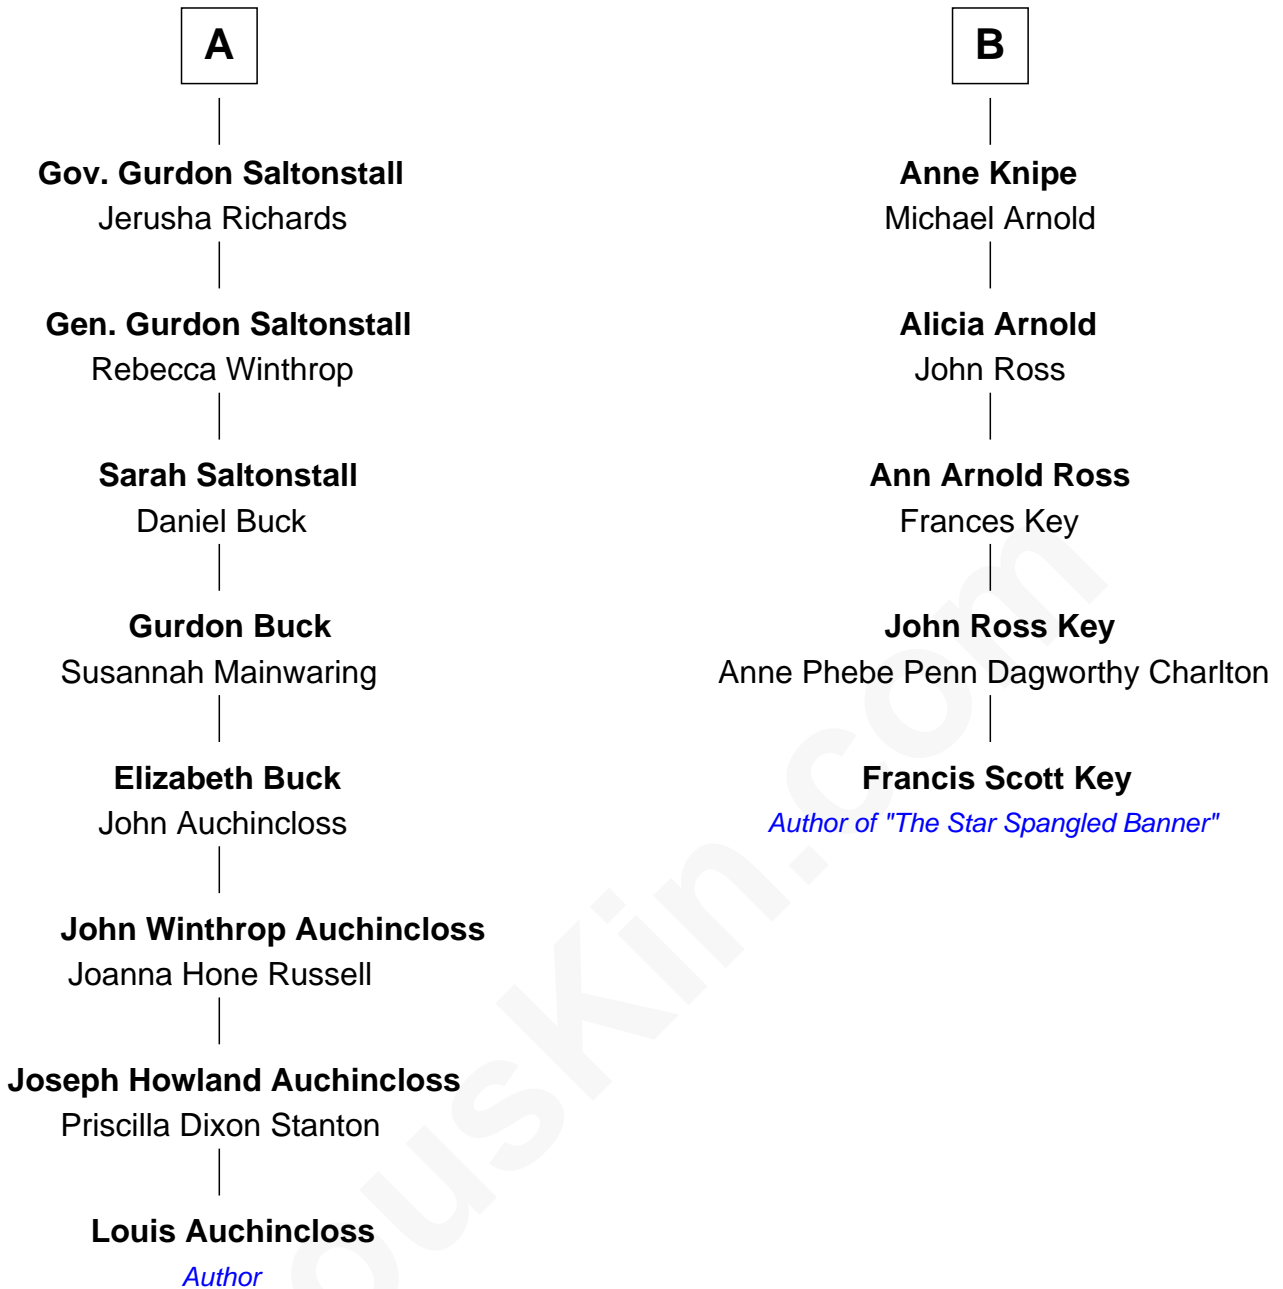 A
Gov. Gurdon Saltonstall
Jerusha Richards
Gen. Gurdon Saltonstall
Rebecca Winthrop
Sarah Saltonstall
Daniel Buck
Gurdon Buck
Susannah Mainwaring
Elizabeth Buck
John Auchincloss
John Winthrop Auchincloss
Joanna Hone Russell
Joseph Howland Auchincloss
Priscilla Dixon Stanton
Louis Auchincloss
Author
B
Anne Knipe
Michael Arnold
Alicia Arnold
John Ross
Ann Arnold Ross
Frances Key
John Ross Key
Anne Phebe Penn Dagworthy Charlton
Francis Scott Key
Author of "The Star Spangled Banner"
ousKin.com